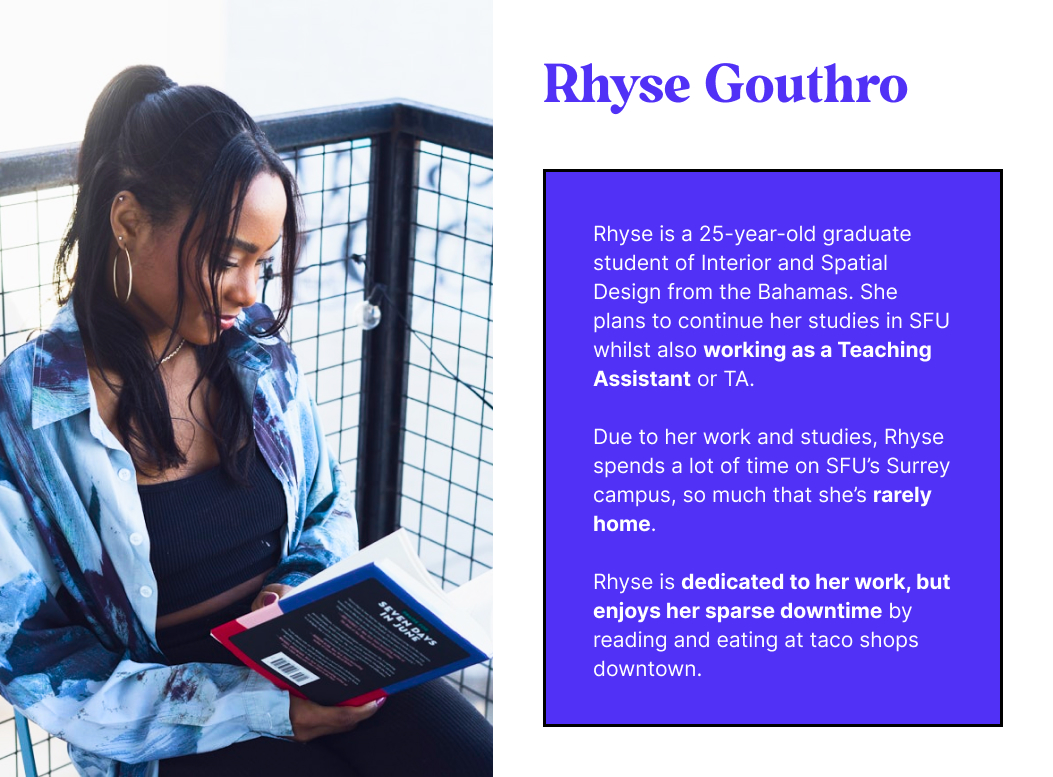 Rhyse Gouthro
Rhyse is a 25-year-old graduate
student of Interior and Spatial
Design from the Bahamas. She
plans to continue her studies in SFU
whilst also working as a Teaching
Assistant or TA.
Due to her work and studies, Rhyse
spends a lot of time on SFU’s Surrey
campus, so much that she’s rarely
home.
Rhyse is dedicated to her work, but
enjoys her sparse downtime by
reading and eating at taco shops
downtown.
SEVEN DAYS
IN JUNE